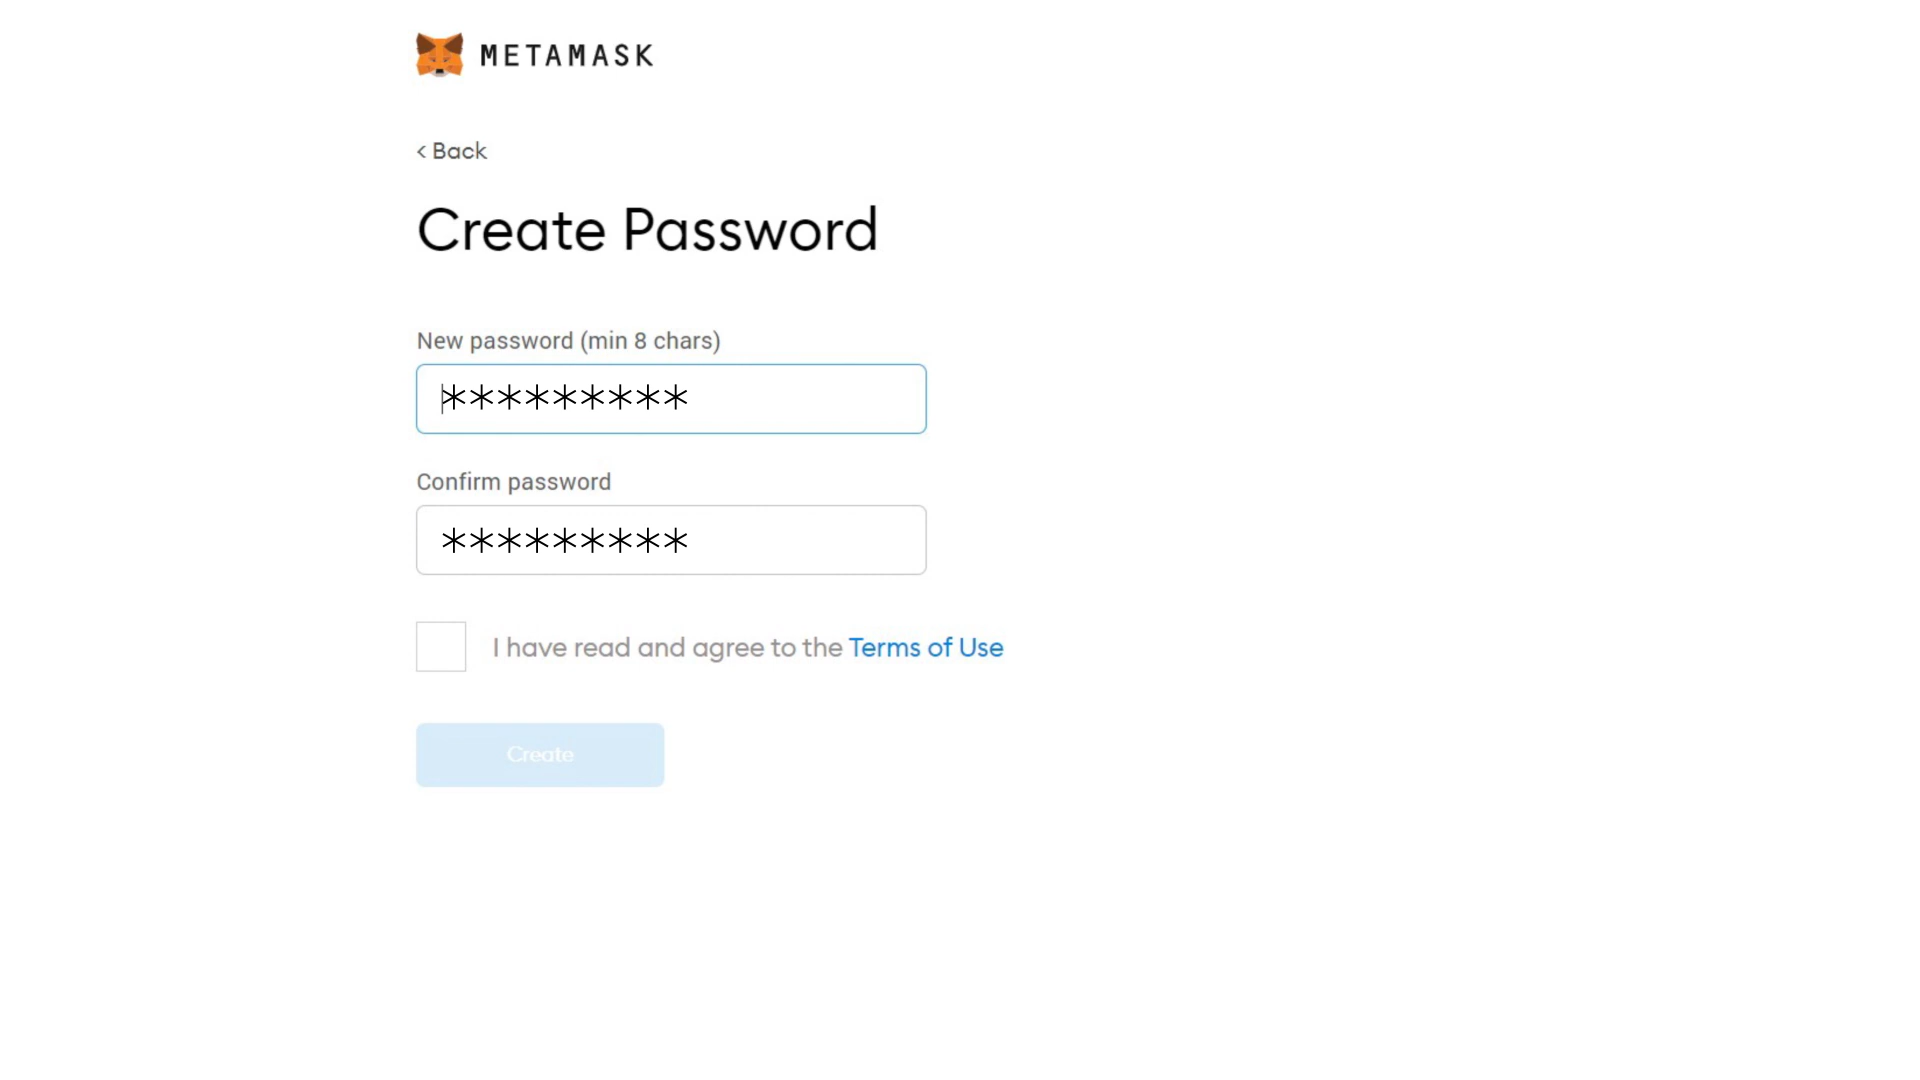 METAMASK
< Back
Create Password
New password (min 8 chars)
*********
Confirm password
*********
I have read and agree to the Terms of Use
Create